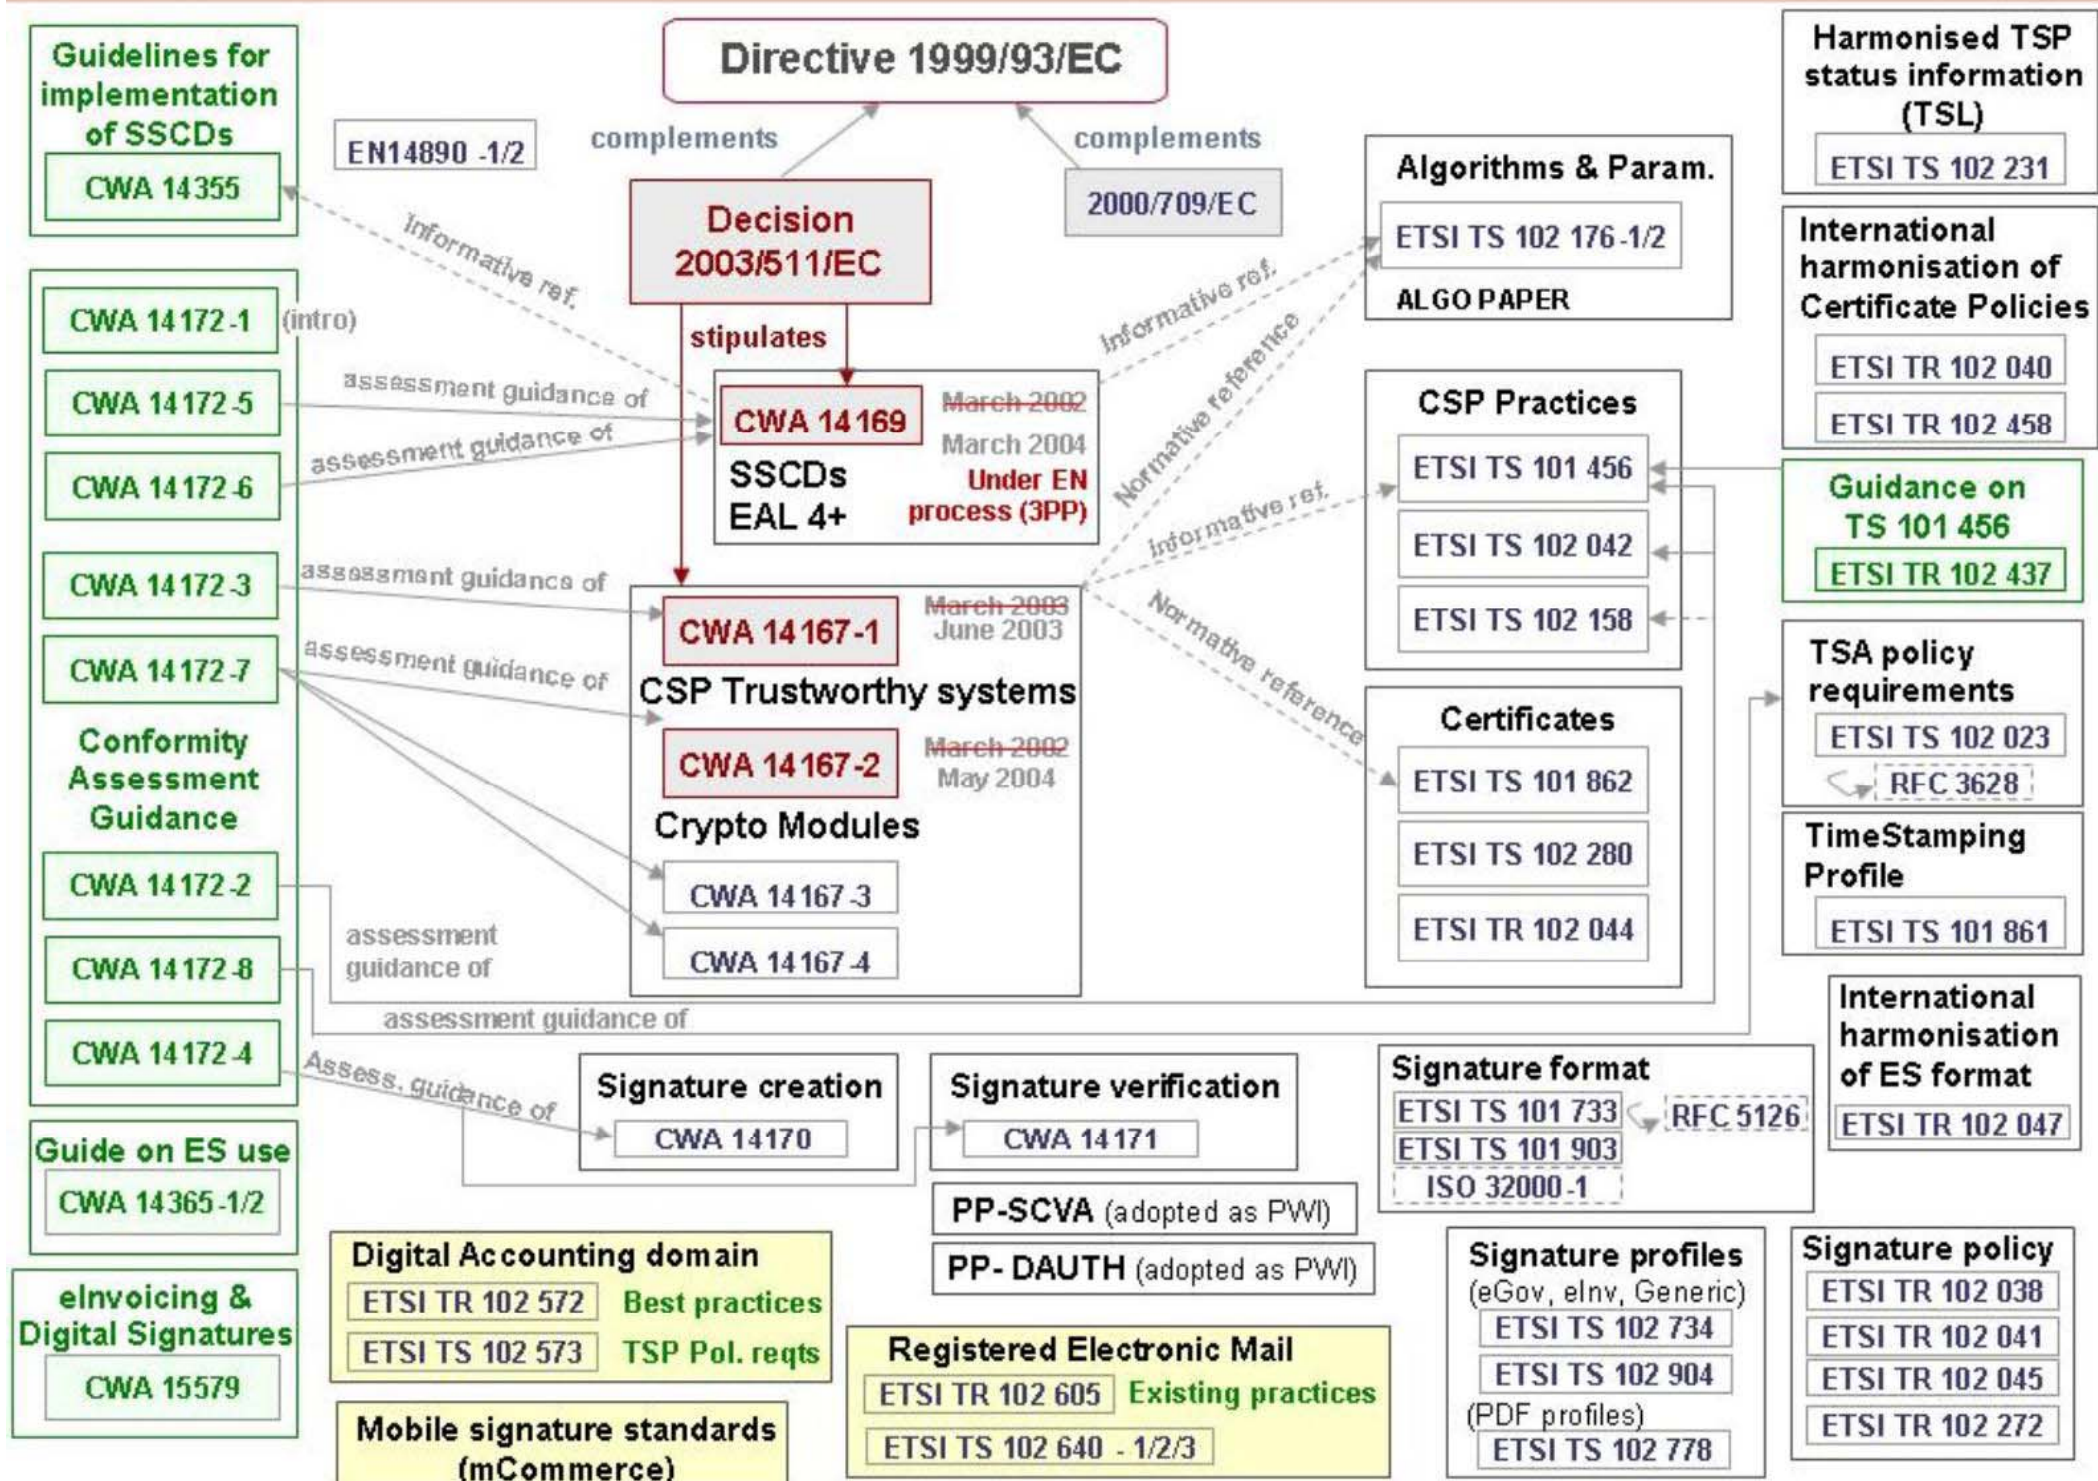 Guidelines for
implementation
of SSCDs
CWA 14355
EN14890 -1/2
Directive 1999/93/EC
complements
complements
Decision
2003/511/EC
2000/709/EC
Informative ref.
stipulates
Algorithms & Param.
ETSI TS 102 176-1/2
ALGO PAPER
Informative ref.
Normative reference
Harmonised TSP
status information
(TSL)
ETSI TS 102 231
International
harmonisation of
Certificate Policies
ETSI TR 102 040
ETSI TR 102 458
CWA 14172-1
(intro)
CWA 14172-5
CWA 14172-6
CWA 14172-3
CWA 14172-7
Conformity
Assessment
Guidance
CWA 14172-2
CWA 14172-8
CWA 14172-4
assessment guidance of
assessment guidance of
assessment guidance of
assessment guidance of
assessment
guidance of
assessment guidance of
Assess. guidance of
CWA 14169
March 2002
March 2004
SSCDs
EAL 4+
Under EN
process (3PP)
CWA 14167-1
March 2003
June 2003
CSP Trustworthy systems
CWA 14167-2
March 2002
May 2004
Crypto Modules
CWA 14167-3
CWA 14167-4
Informative ref.
Normative reference
CSP Practices
ETSI TS 101 456
ETSI TS 102 042
ETSI TS 102 158
Certificates
ETSI TS 101 862
ETSI TS 102 280
ETSI TR 102 044
Guidance on
TS 101 456
ETSI TR 102 437
TSA policy
requirements
ETSI TS 102 023
RFC 3628
TimeStamping
Profile
ETSI TS 101 861
International
harmonisation
of ES format
ETSI TR 102 047
Signature creation
CWA 14170
Signature verification
CWA 14171
Signature format
ETSI TS 101 733
RFC 5126
ETSI TS 101 903
ISO 32000-1
PP-SCVA (adopted as PWI)
PP- DAUTH (adopted as PWI)
Guide on ES use
CWA 14365-1/2
eInvoicing &
Digital Signatures
CWA 15579
Digital Accounting domain
ETSI TR 102 572 Best practices
ETSI TS 102 573 TSP Pol. reqts
Mobile signature standards
(mCommerce)
Registered Electronic Mail
ETSI TR 102 605 Existing practices
ETSI TS 102 640 - 1/2/3
Signature profiles
(eGov, eInv, Generic)
ETSI TS 102 734
ETSI TS 102 904
(PDF profiles)
ETSI TS 102 778
Signature policy
ETSI TR 102 038
ETSI TR 102 041
ETSI TR 102 045
ETSI TR 102 272